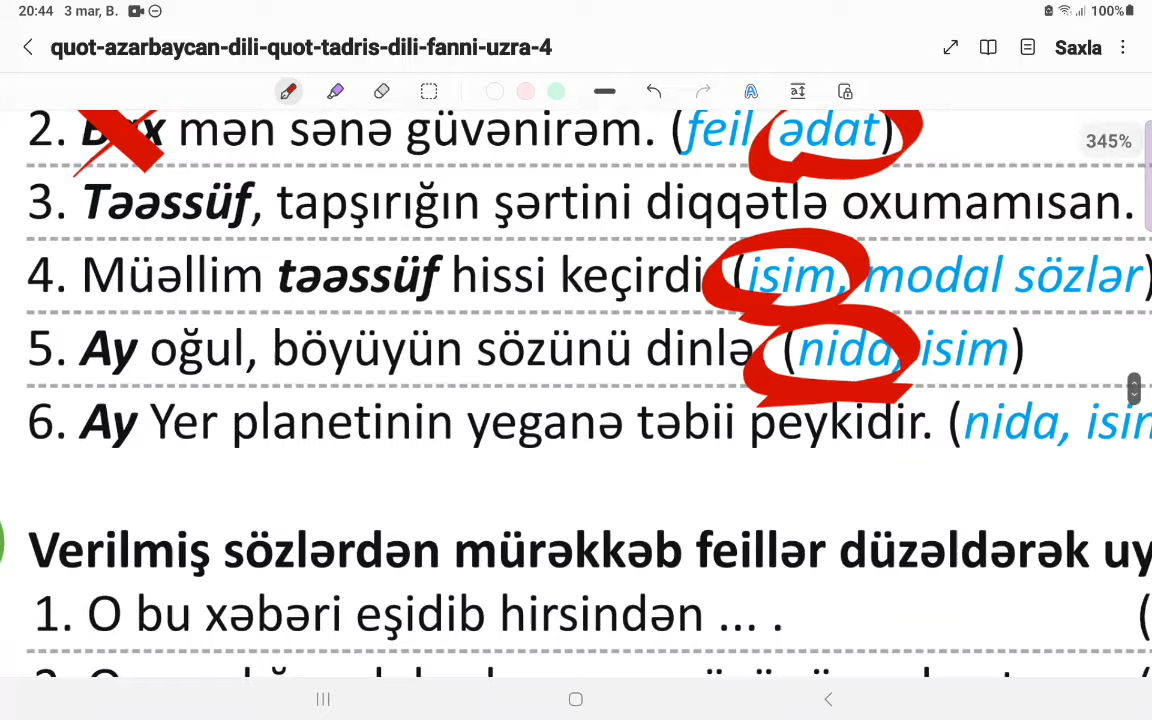 20:44 3 mar, B. 100%
quot-azarbaycan-dili-quot-tadris-dili-fanni-uzra-4 Saxla
2. Bax mən sənə güvənirəm. (feil, ədat)
345%
3. Təəssüf, tapşırığın şərtini diqqətlə oxumamısan.
4. Müəllim təəssüf hissi keçirdi. (isim, modal sözlər)
5. Ay oğul, böyüyün sözünü dinlə. (nida, isim)
6. Ay Yer planetinin yeganə təbii peykidir. (nida, isim
Verilmiş sözlərdən mürəkkəb feillər düzəldərək uy
1. O bu xəbəri eşidib hirsindən ... . (